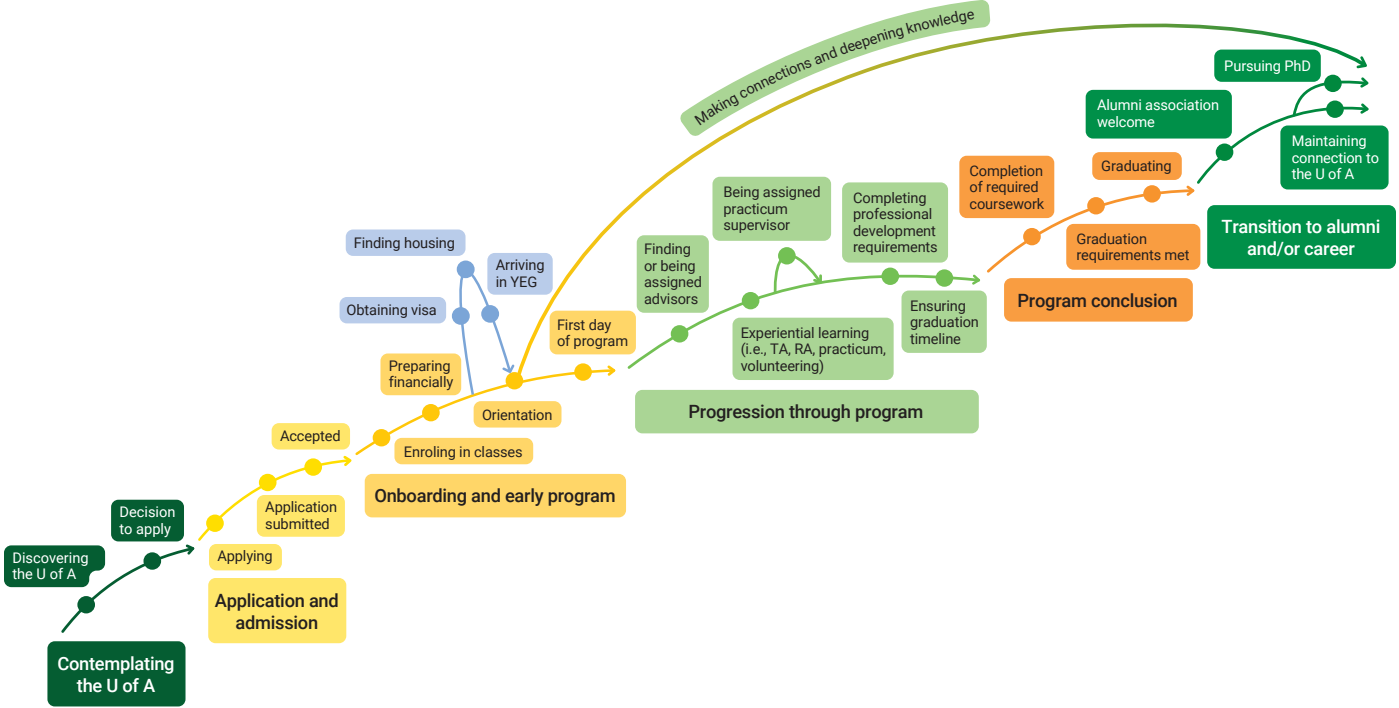 Discovering
the U of A
Decision
to apply
Contemplating
the U of A
Applying
Application
submitted
Accepted
Application and
admission
Enroling in classes
Preparing
financially
Obtaining visa
Finding housing
Arriving
in YEG
Orientation
First day
of program
Onboarding and early program
Making connections and deepening knowledge
Finding
or being
assigned
advisors
Experiential learning
(i.e., TA, RA, practicum,
volunteering)
Being assigned
practicum
supervisor
Completing
professional
development
requirements
Ensuring
graduation
timeline
Progression through program
Completion
of required
coursework
Graduation
requirements met
Graduating
Program conclusion
Alumni association
welcome
Pursuing PhD
Maintaining
connection to
the U of A
Transition to alumni
and/or career